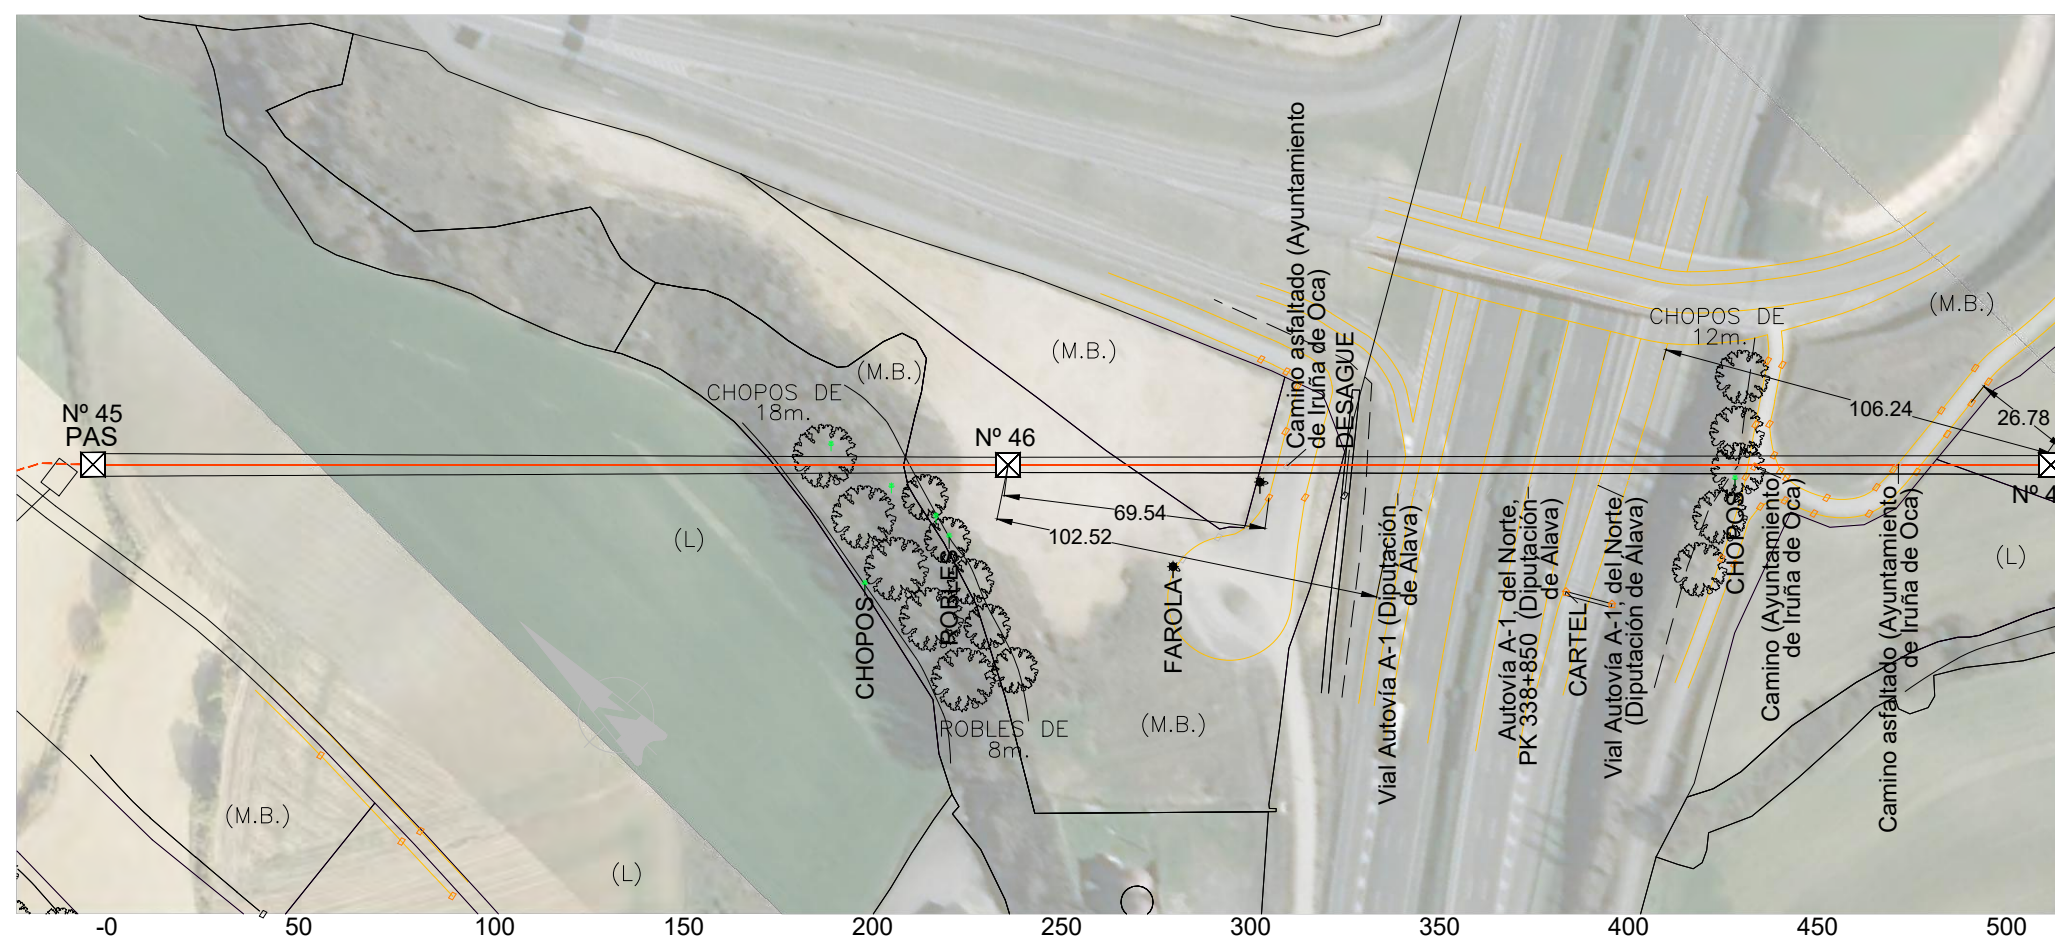 Camino asfaltado (Ayuntamiento
de Iruña de Oca)
DESAGUE
(M.B.)
CHOPOS DE
12m.
(M.B.)
(M.B.)
CHOPOS DE
18m.
106.24
26.78
Nº 45
PAS
Nº 46
Nº 4
69.54
102.52
(L)
(L)
CHOPOS
ROBLES
FAROLA
Vial Autovía A-1 (Diputación
de Álava)
Autovía A-1 del Norte,
PK 338+850 (Diputación
de Álava)
CARTEL
Vial Autovía A-1 del Norte
(Diputación de Álava)
CHOPOS
Camino (Ayuntamiento
de Iruña de Oca)
Camino asfaltado (Ayuntamiento
de Iruña de Oca)
ROBLES DE
8m.
(M.B.)
(M.B.)
(L)
-0 50 100 150 200 250 300 350 400 450 500